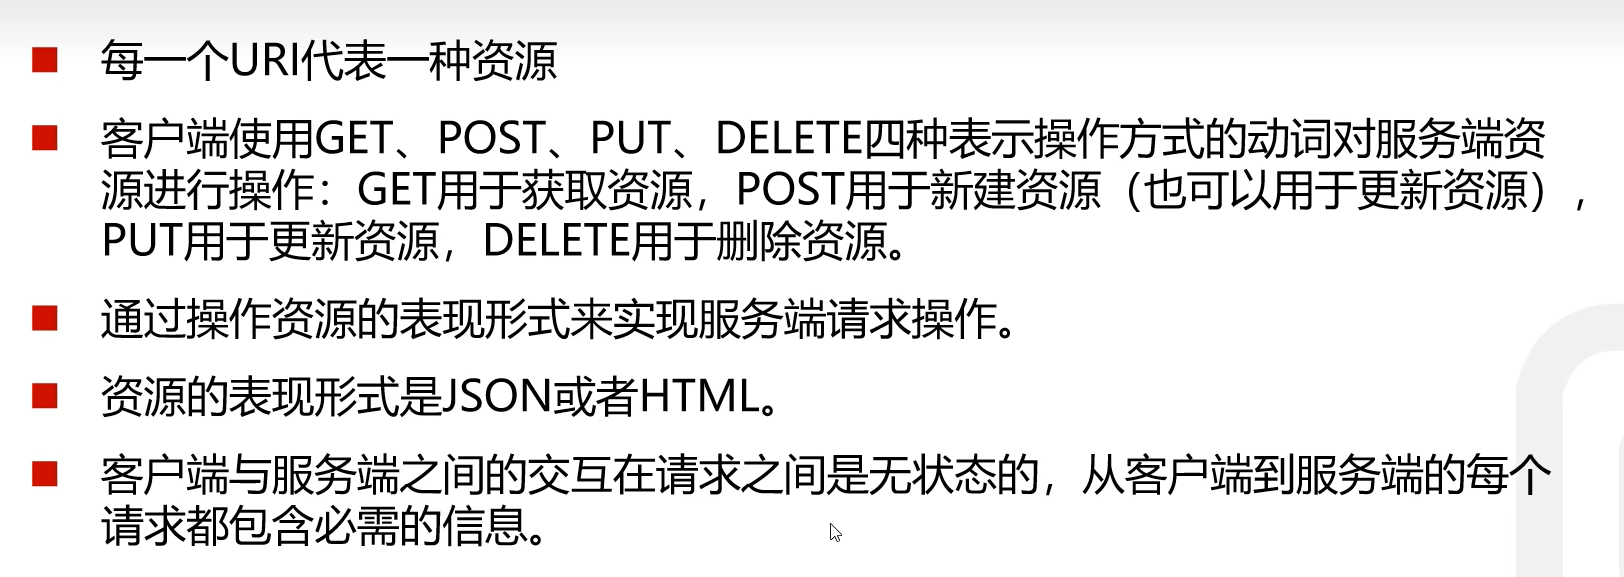 每一个URI代表一种资源
客户端使用GET、POST、PUT、DELETE四种表示操作方式的动词对服务端资
源进行操作：GET用于获取资源，POST用于新建资源（也可以用于更新资源），
PUT用于更新资源，DELETE用于删除资源。
通过操作资源的表现形式来实现服务端请求操作。
资源的表现形式是JSON或者HTML。
客户端与服务端之间的交互在请求之间是无状态的，从客户端到服务端的每个
请求都包含必需的信息。